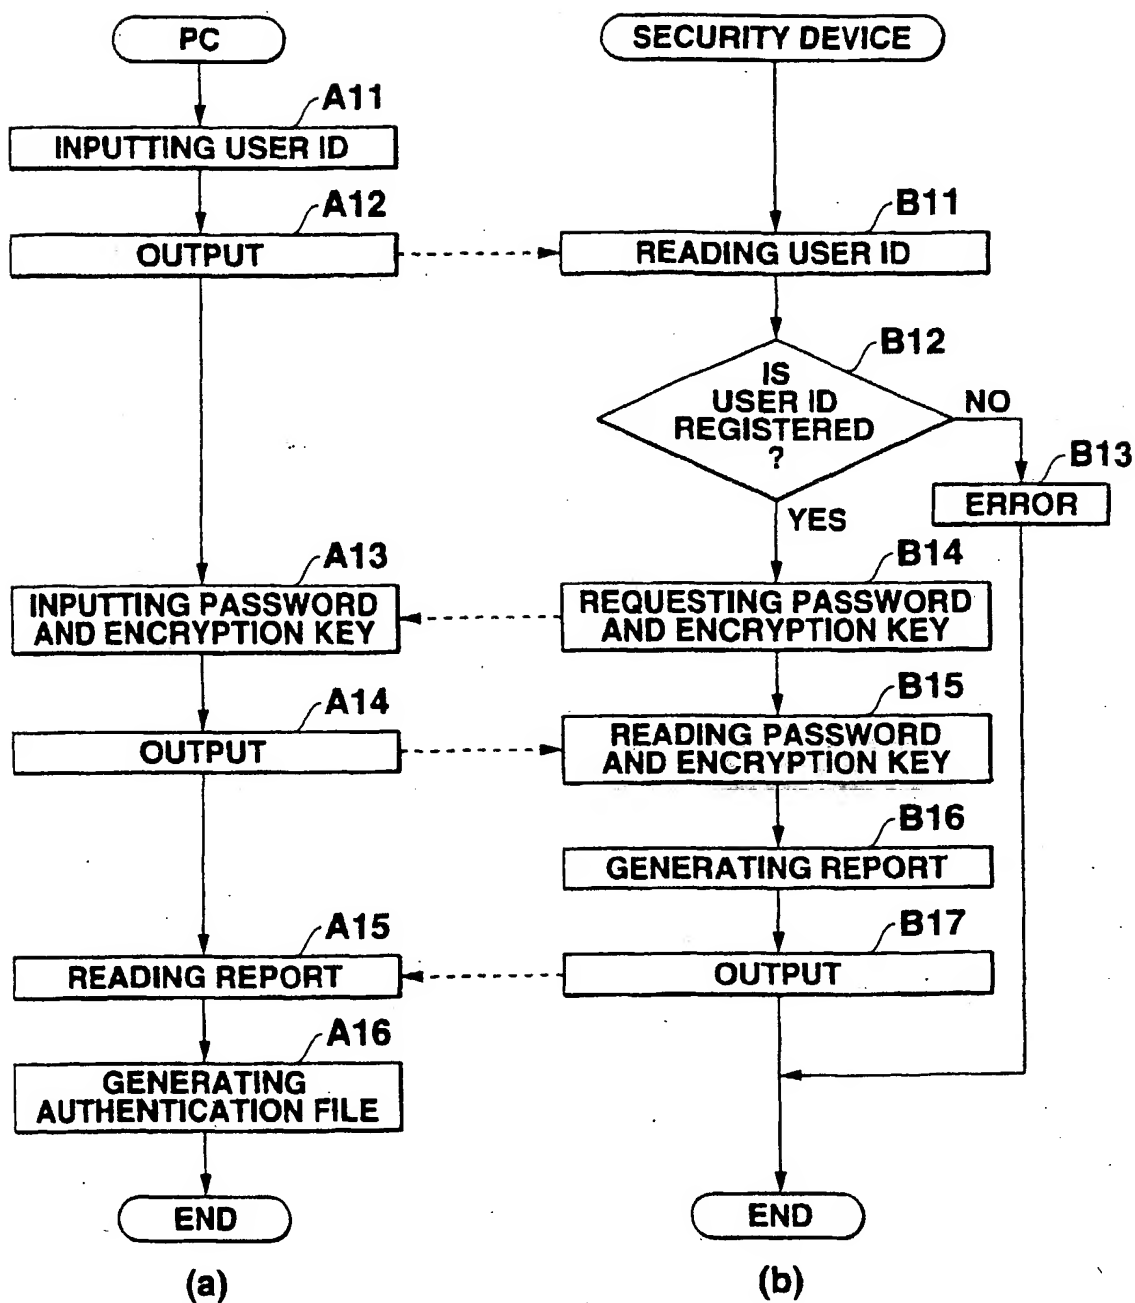 PC
A11
INPUTTING USER ID
A12
OUTPUT
A13
INPUTTING PASSWORD
AND ENCRYPTION KEY
A14
OUTPUT
A15
READING REPORT
A16
GENERATING
AUTHENTICATION FILE
END
(a)
SECURITY DEVICE
B11
READING USER ID
B12
IS
USER ID
REGISTERED
?
NO
B13
ERROR
YES
B14
REQUESTING PASSWORD
AND ENCRYPTION KEY
B15
READING PASSWORD
AND ENCRYPTION KEY
B16
GENERATING REPORT
B17
OUTPUT
END
(b)